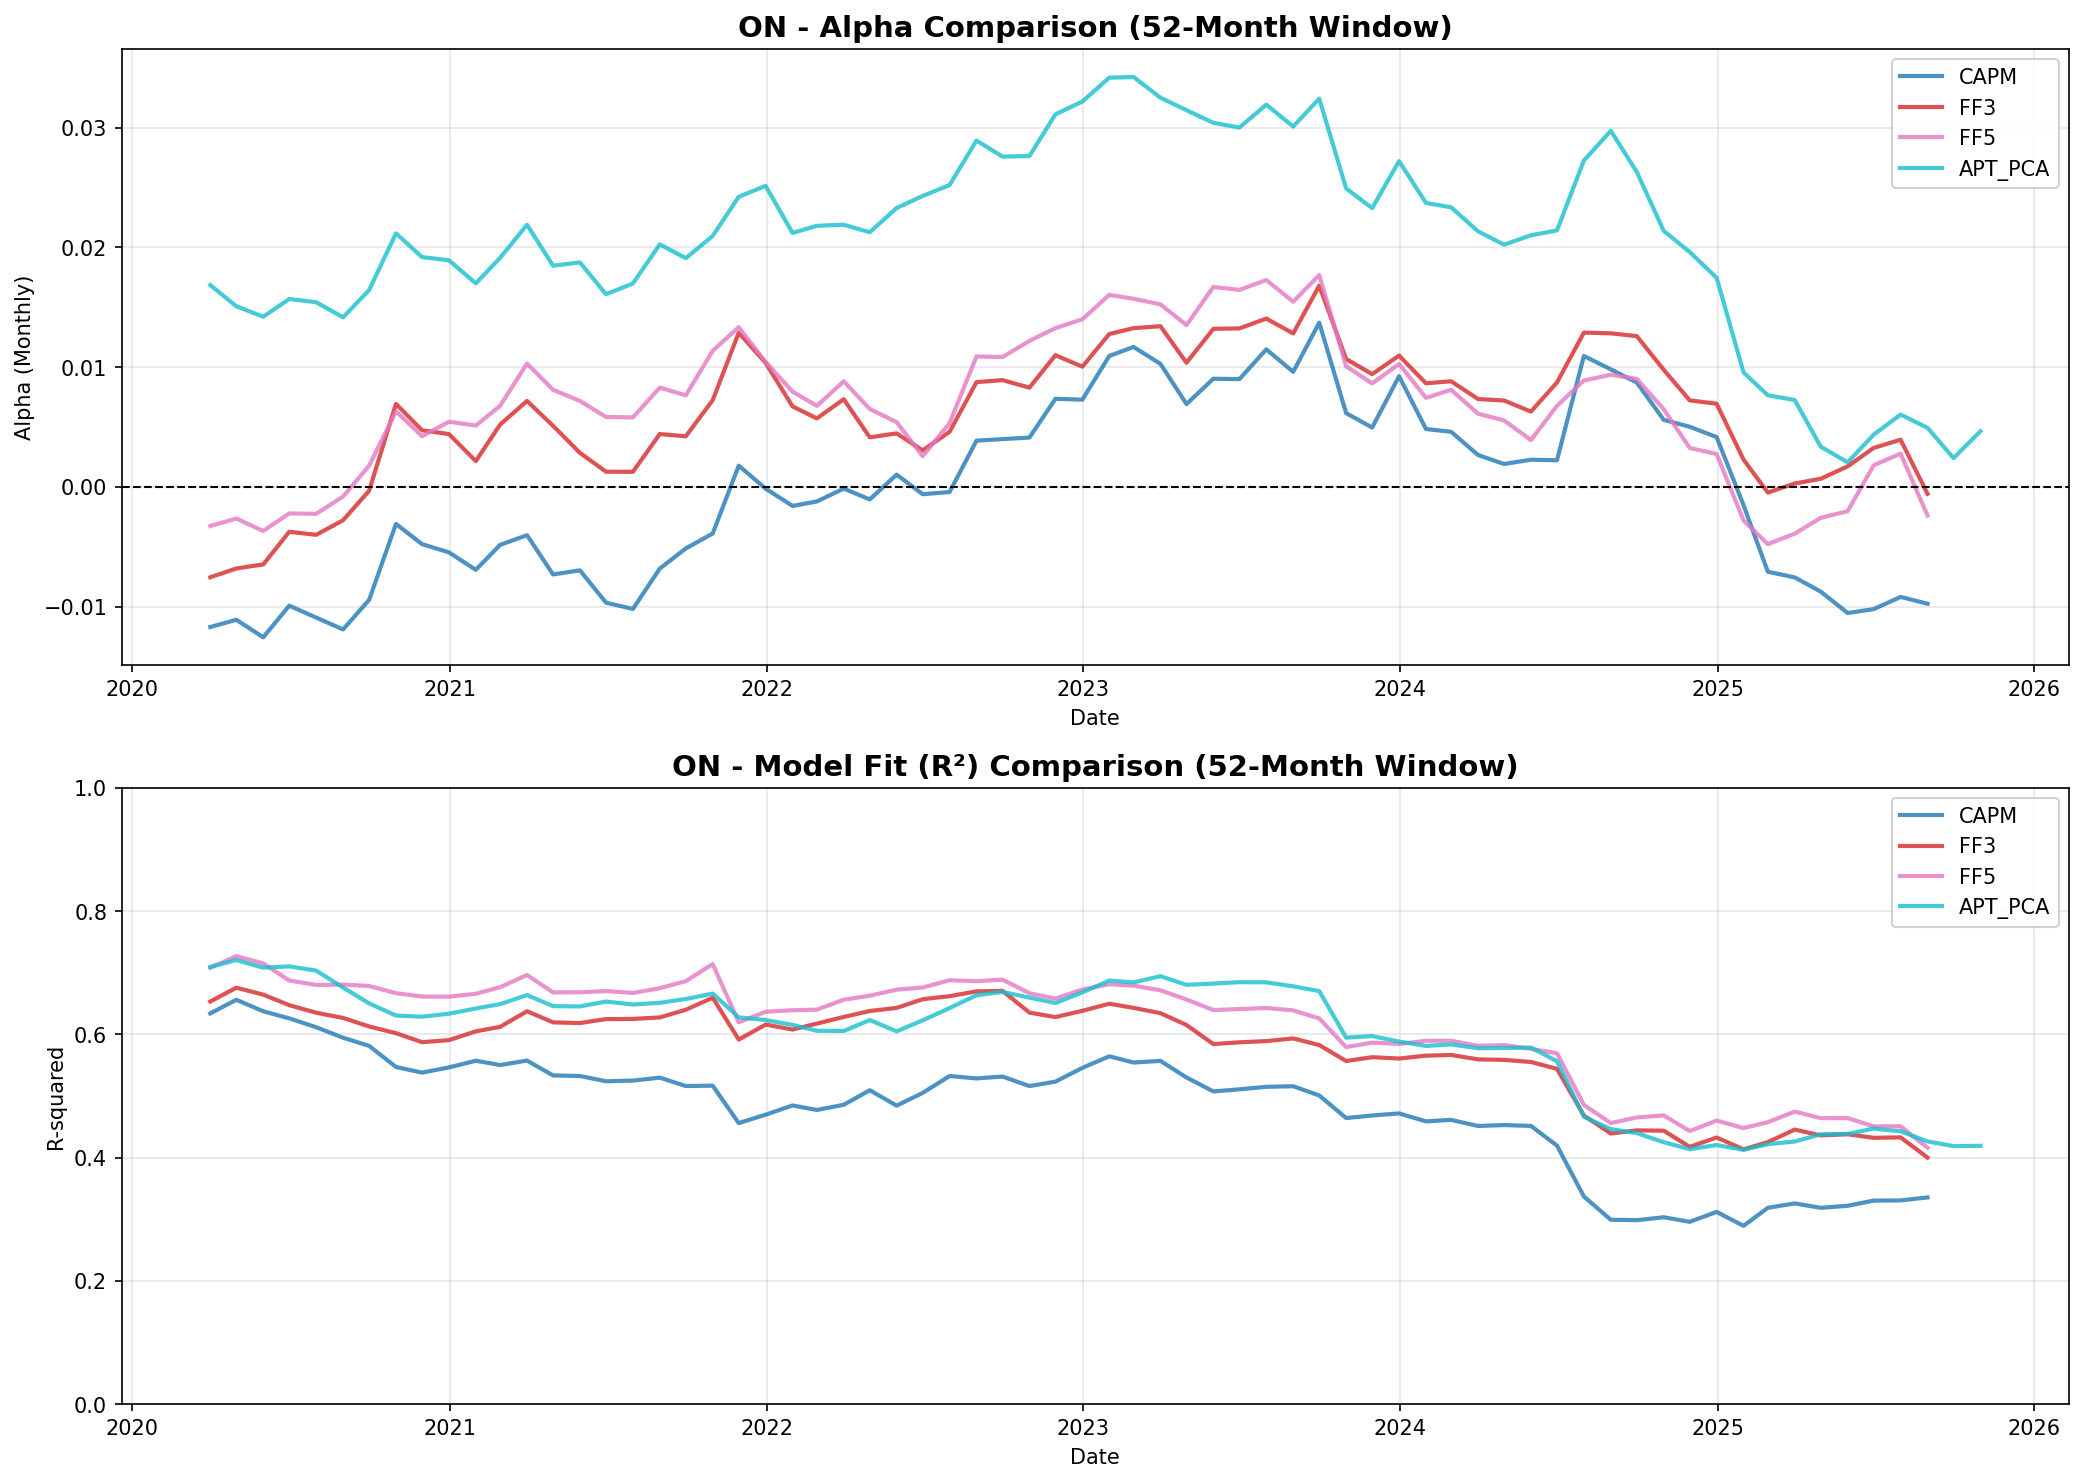 ON - Alpha Comparison (52-Month Window)
CAPM
FF3
FF5
APT_PCA
Alpha (Monthly)
0.03
0.02
0.01
0.00
−0.01
2020 2021 2022 2023 2024 2025 2026
Date
ON - Model Fit (R²) Comparison (52-Month Window)
CAPM
FF3
FF5
APT_PCA
R-squared
1.0
0.8
0.6
0.4
0.2
0.0
2020 2021 2022 2023 2024 2025 2026
Date